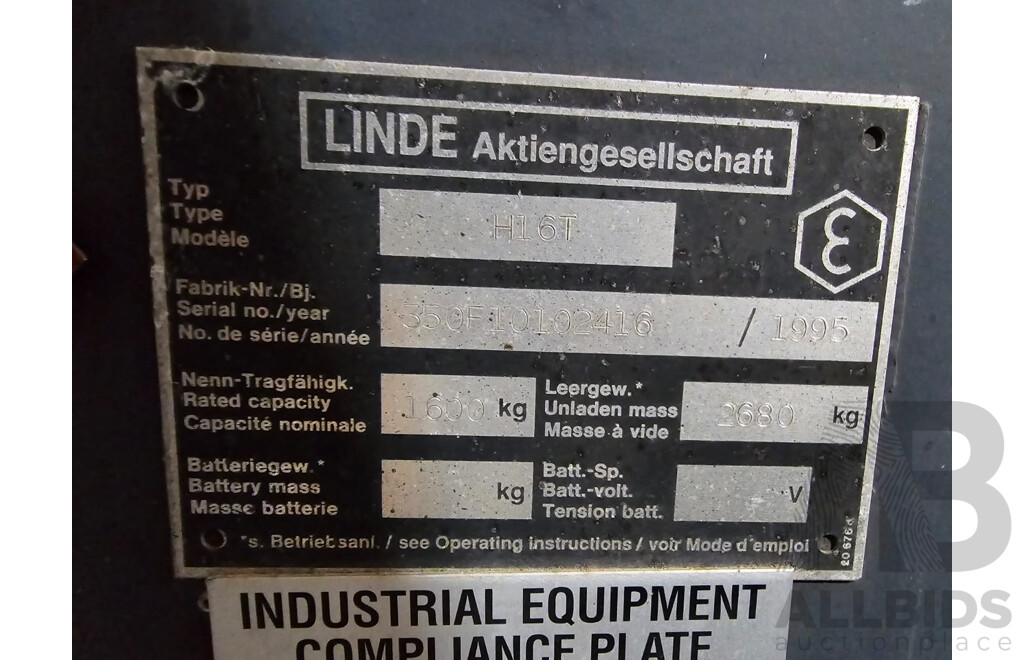 LINDE Aktiengesellschaft
Typ
Type
Modèle
H16T
Fabrik-Nr./Bj.
Serial no./year
No. de série/année
350F10102416 / 1995
Nenn-Tragfähigk.
Rated capacity
Capacité nominale
1600 kg
Leergew.*
Unladen mass
Masse à vide
2680 kg
Batteriegew.*
Battery mass
Masse batterie
kg
Batt.-Sp.
Batt.-volt.
Tension batt.
V
*s. Betriebsanl. / see Operating instructions / voir Mode d'emploi
INDUSTRIAL EQUIPMENT
COMPLIANCE PLATE
AB
ALLBIDS
auctionplace